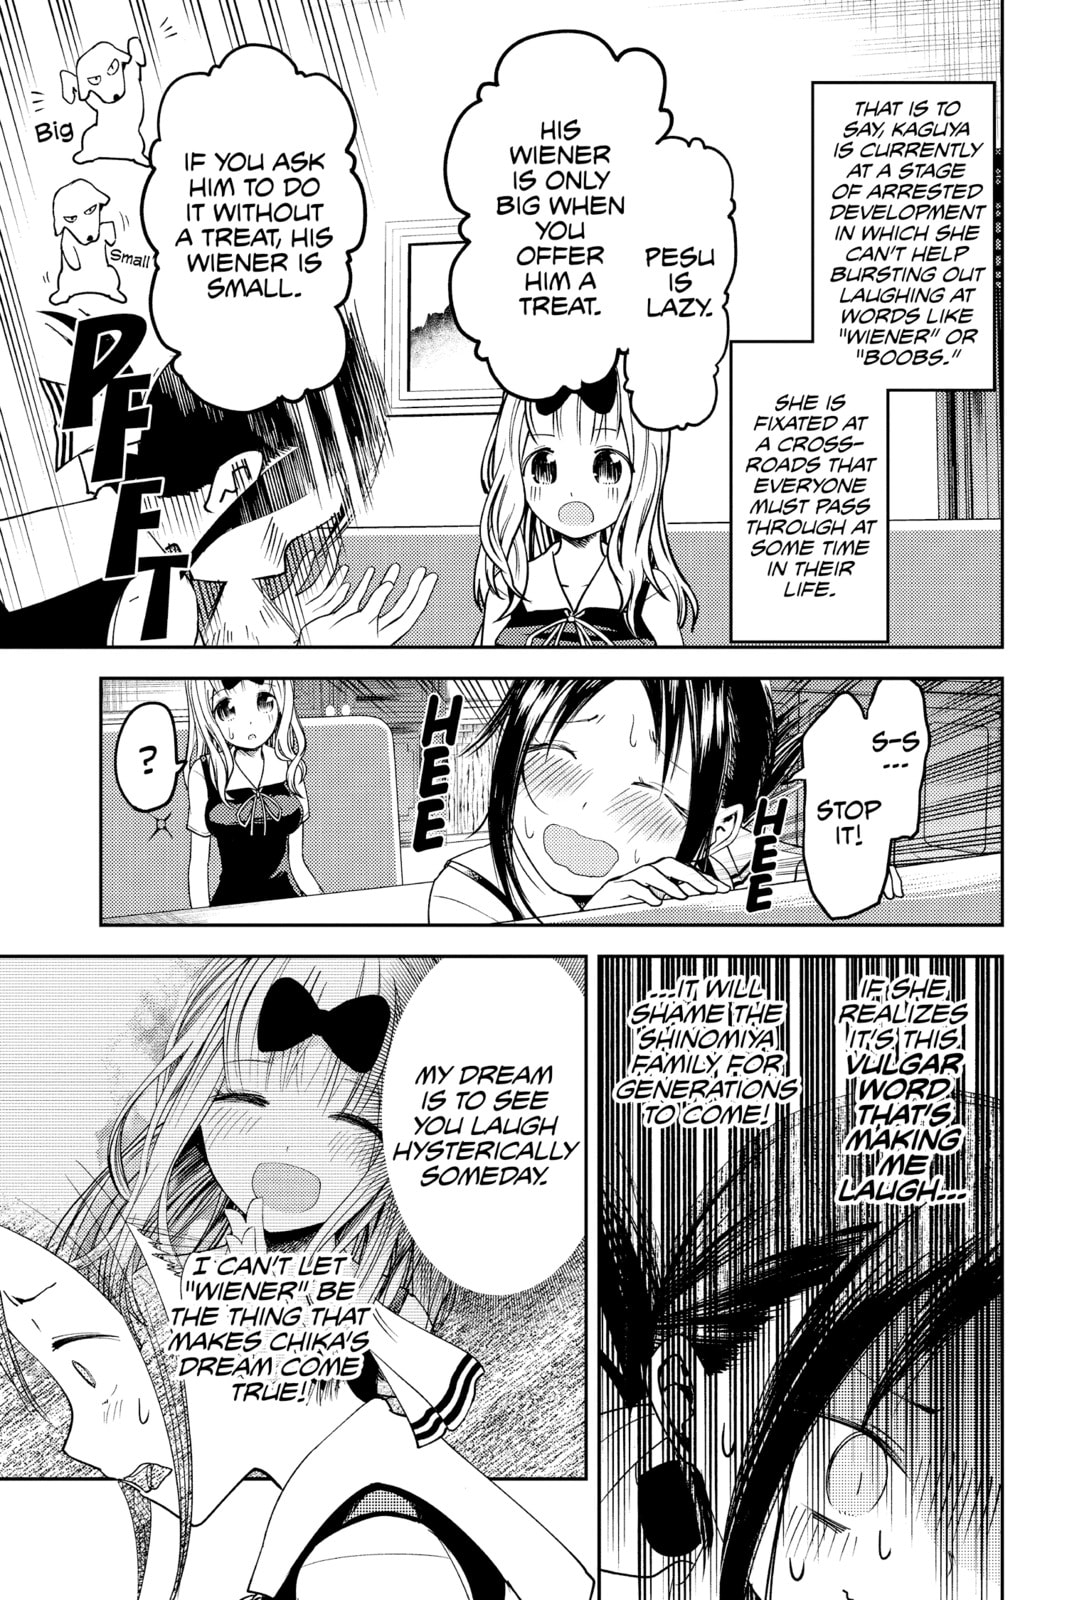 THAT IS TO
SAY, KAGUYA
IS CURRENTLY
AT A STAGE
OF ARRESTED
DEVELOPMENT
IN WHICH SHE
CAN'T HELP
BURSTING OUT
LAUGHING AT
WORDS LIKE
"WIENER" OR
"BOOBS."
SHE IS
FIXATED AT
A CROSS-
ROADS THAT
EVERYONE
MUST PASS
THROUGH AT
SOME TIME
IN THEIR
LIFE.
PESU
IS
LAZY.
HIS
WIENER
IS ONLY
BIG WHEN
YOU
OFFER
HIM A
TREAT.
IF YOU ASK
HIM TO DO
IT WITHOUT
A TREAT, HIS
WIENER IS
SMALL.
Big
Small
PFFFT
S-S
...
STOP
IT!
HEE
HEE
?
IF SHE
REALIZES
IT'S THIS
VULGAR
WORD
THAT'S
MAKING
ME
LAUGH...
...IT WILL
SHAME THE
SHINOMIYA
FAMILY FOR
GENERATIONS
TO COME!
MY DREAM
IS TO SEE
YOU LAUGH
HYSTERICALLY
SOMEDAY.
I CAN'T LET
"WIENER" BE
THE THING THAT
MAKES CHIKA'S
DREAM COME
TRUE!